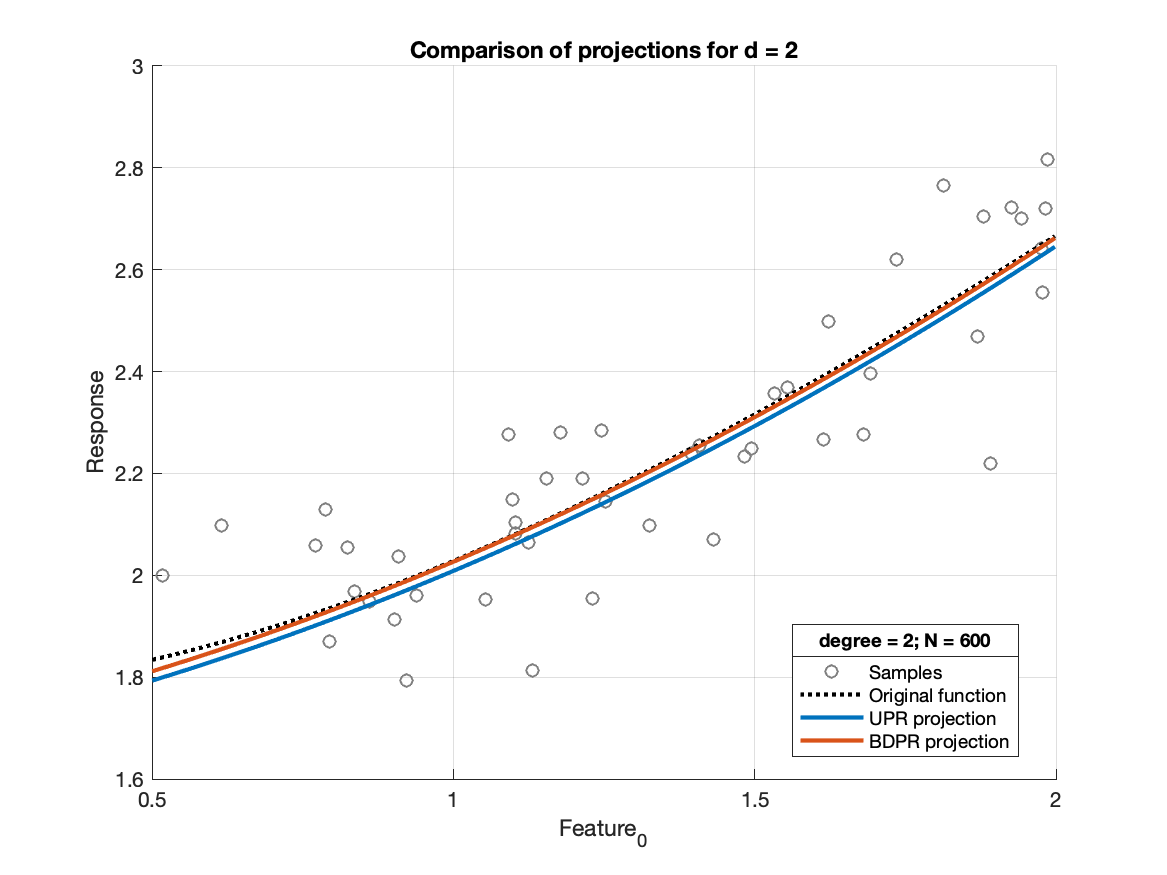 Comparison of projections for d = 2
3
2.8
2.6
2.4
2.2
2
1.8
1.6
Response
0.5
1
1.5
2
Feature0
degree = 2; N = 600
Samples
Original function
UPR projection
BDPR projection